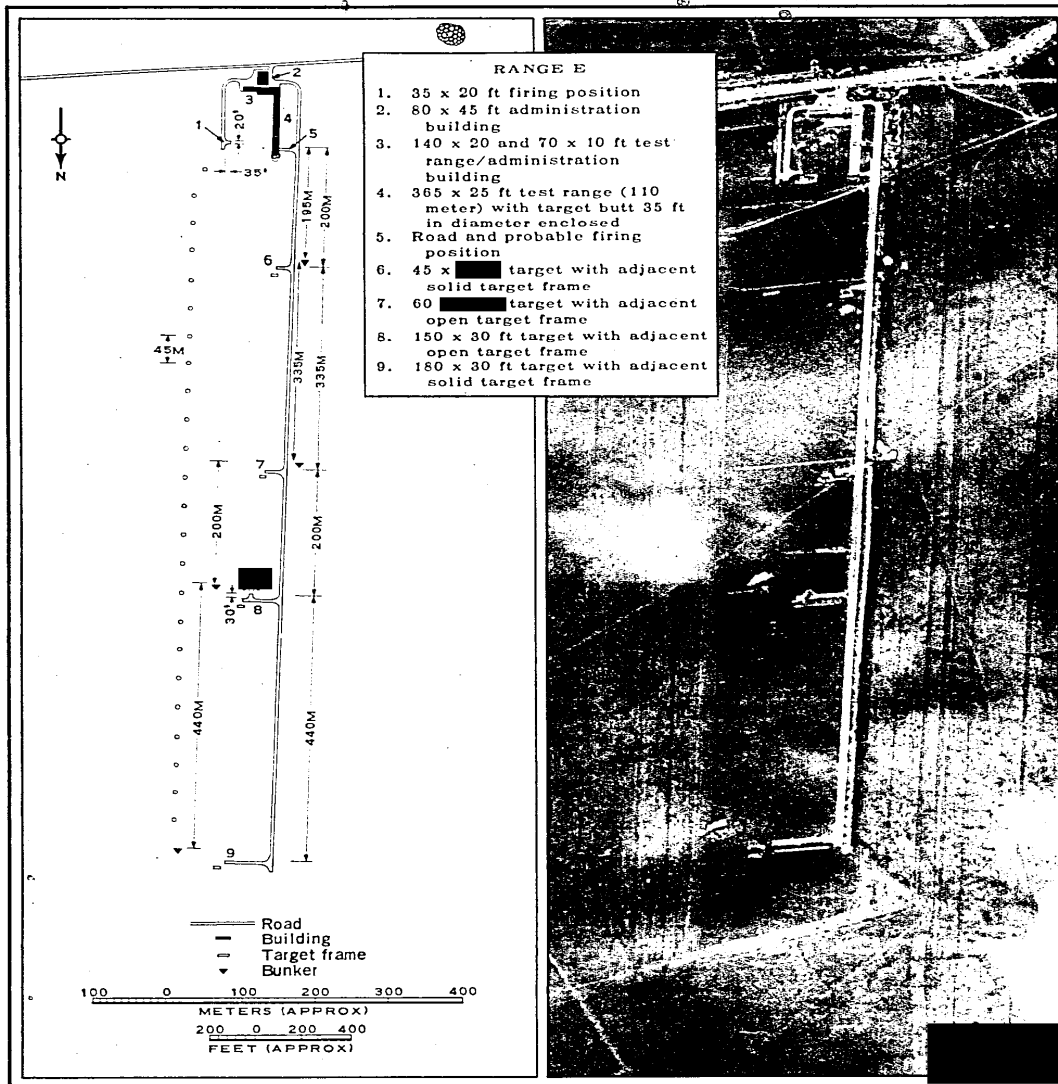 RANGE E
1. 35 x 20 ft firing position
2. 80 x 45 ft administration
building
3. 140 x 20 and 70 x 10 ft test
range/administration
building
4. 365 x 25 ft test range (110
meter) with target butt 35 ft
in diameter enclosed
5. Road and probable firing
position
6. 45 x target with adjacent
solid target frame
7. 60 target with adjacent
open target frame
8. 150 x 30 ft target with adjacent
open target frame
9. 180 x 30 ft target with adjacent
solid target frame
N
2
3
4
1
20'
5
35'
195M
200M
6
45M
335M
335M
7
200M
200M
30'
8
440M
440M
9
Road
Building
Target frame
Bunker
100 0 100 200 300 400
METERS (APPROX)
200 0 200 400
FEET (APPROX)